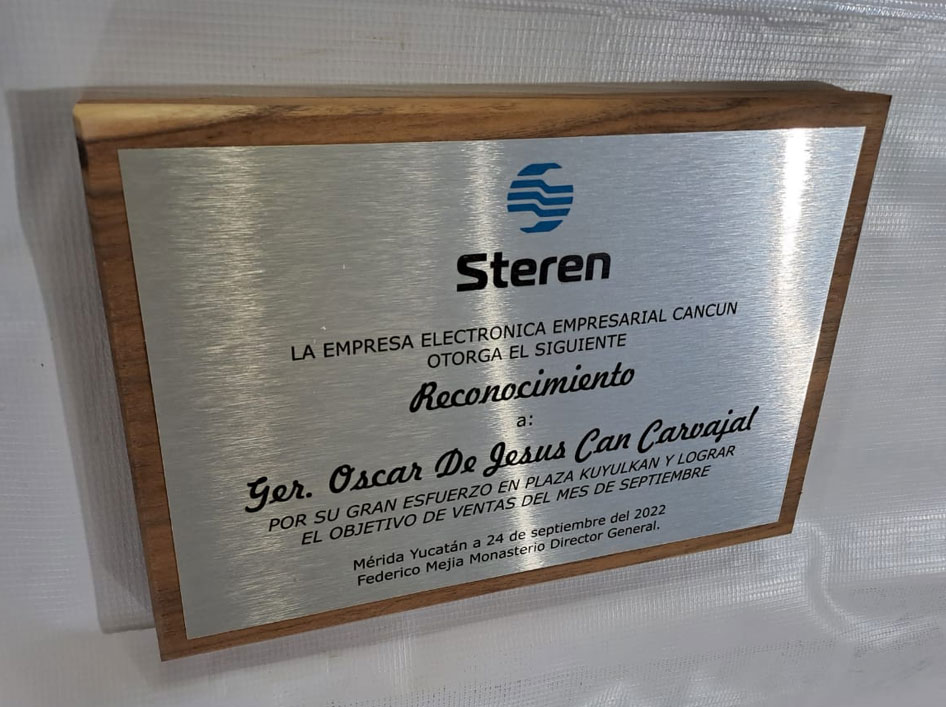 Steren
LA EMPRESA ELECTRONICA EMPRESARIAL CANCUN
OTORGA EL SIGUIENTE
Reconocimiento
a:
Ger. Oscar De Jesus Can Carvajal
POR SU GRAN ESFUERZO EN PLAZA KUYULKAN Y LOGRAR
EL OBJETIVO DE VENTAS DEL MES DE SEPTIEMBRE
Mérida Yucatán a 24 de septiembre del 2022
Federico Mejia Monasterio Director General.